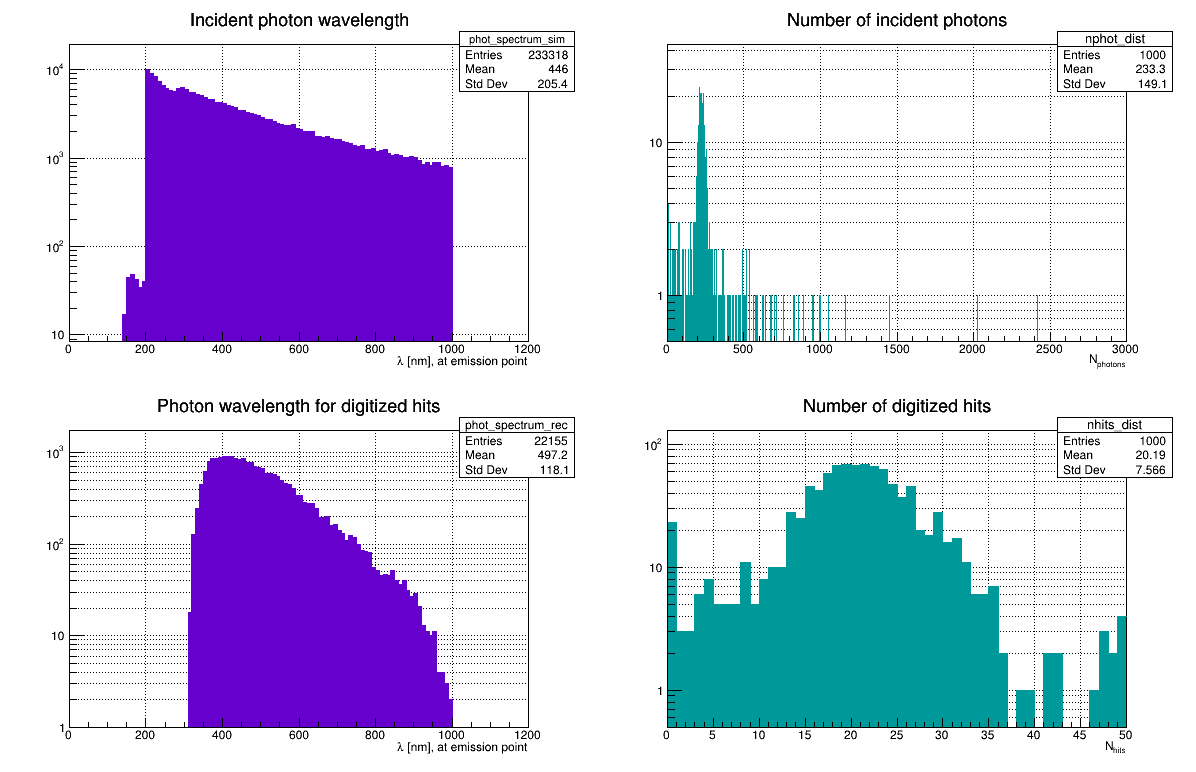 Incident photon wavelength
phot_spectrum_sim
Entries 233318
Mean 446
Std Dev 205.4
10⁴
10³
10²
10
0 200 400 600 800 1000 1200
λ [nm], at emission point
Number of incident photons
nphot_dist
Entries 1000
Mean 233.3
Std Dev 149.1
10
1
0 500 1000 1500 2000 2500 3000
N_photons
Photon wavelength for digitized hits
phot_spectrum_rec
Entries 22155
Mean 497.2
Std Dev 118.1
10³
10²
10
1
0 200 400 600 800 1000 1200
λ [nm], at emission point
Number of digitized hits
nhits_dist
Entries 1000
Mean 20.19
Std Dev 7.566
10²
10
1
0 5 10 15 20 25 30 35 40 45 50
N_hits